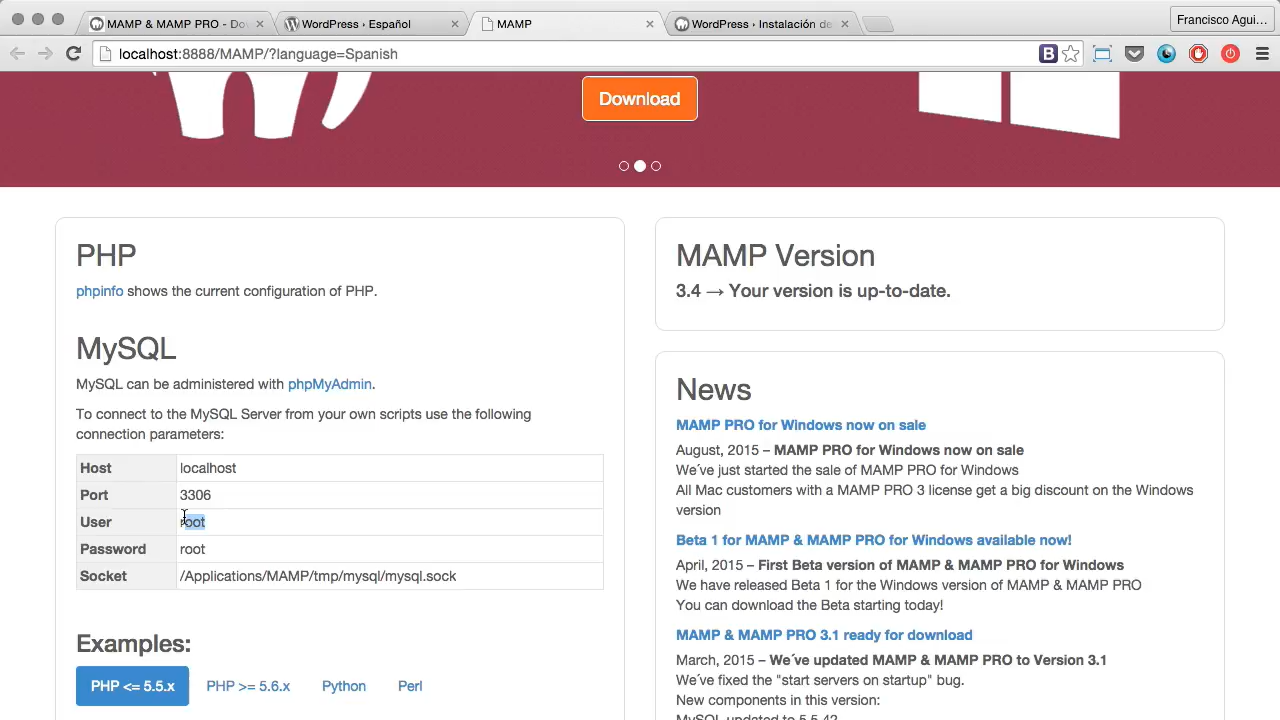 MAMP & MAMP PRO - Do
WordPress › Español
MAMP
WordPress › Instalación de
Francisco Agui...
localhost:8888/MAMP/?language=Spanish
Download
PHP
phpinfo shows the current configuration of PHP.
MySQL
MySQL can be administered with phpMyAdmin.
To connect to the MySQL Server from your own scripts use the following
connection parameters:
Host localhost
Port 3306
User root
Password root
Socket /Applications/MAMP/tmp/mysql/mysql.sock
Examples:
PHP <= 5.5.x PHP >= 5.6.x Python Perl
MAMP Version
3.4 → Your version is up-to-date.
News
MAMP PRO for Windows now on sale
August, 2015 – MAMP PRO for Windows now on sale
We´ve just started the sale of MAMP PRO for Windows
All Mac customers with a MAMP PRO 3 license get a big discount on the Windows
version
Beta 1 for MAMP & MAMP PRO for Windows available now!
April, 2015 – First Beta version of MAMP & MAMP PRO for Windows
We have released Beta 1 for the Windows version of MAMP & MAMP PRO
You can download the Beta starting today!
MAMP & MAMP PRO 3.1 ready for download
March, 2015 – We´ve updated MAMP & MAMP PRO to Version 3.1
We´ve fixed the "start servers on startup" bug.
New components in this version:
MySQL updated to 5.5.42